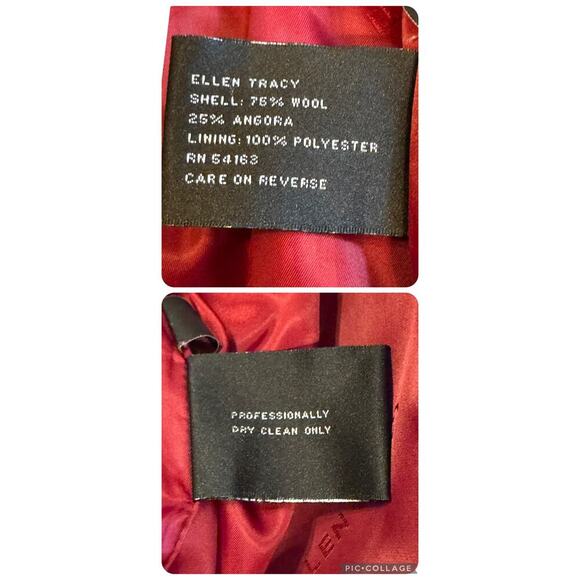 ELLEN TRACY
SHELL: 75% WOOL
25% ANGORA
LINING: 100% POLYESTER
RN 54163
CARE ON REVERSE
PROFESSIONALLY
DRY CLEAN ONLY
LLEN
PIC•COLLAGE